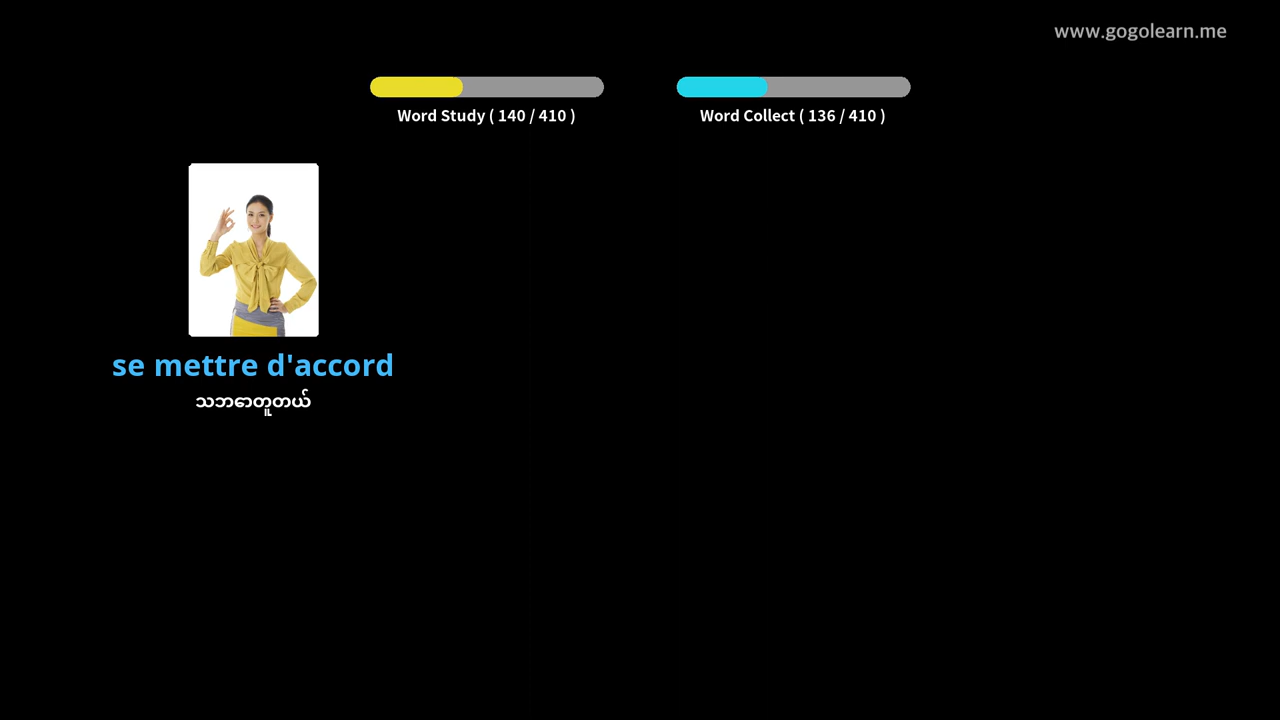 www.gogolearn.me
Word Study ( 140 / 410 )
Word Collect ( 136 / 410 )
se mettre d'accord
သဘောတူတယ်